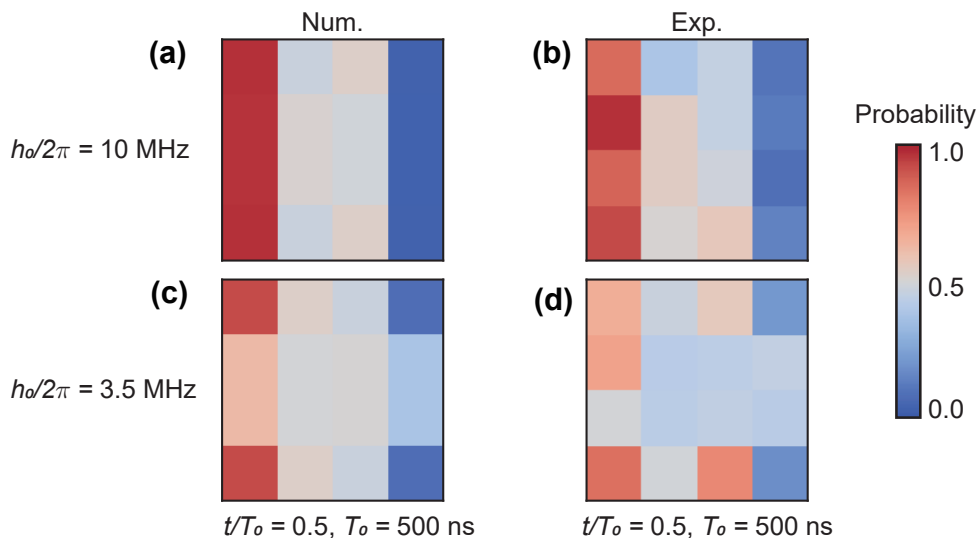 Num.
Exp.
(a)
(b)
h₀/2π = 10 MHz
Probability
1.0
0.5
0.0
(c)
(d)
h₀/2π = 3.5 MHz
t/T₀ = 0.5, T₀ = 500 ns
t/T₀ = 0.5, T₀ = 500 ns